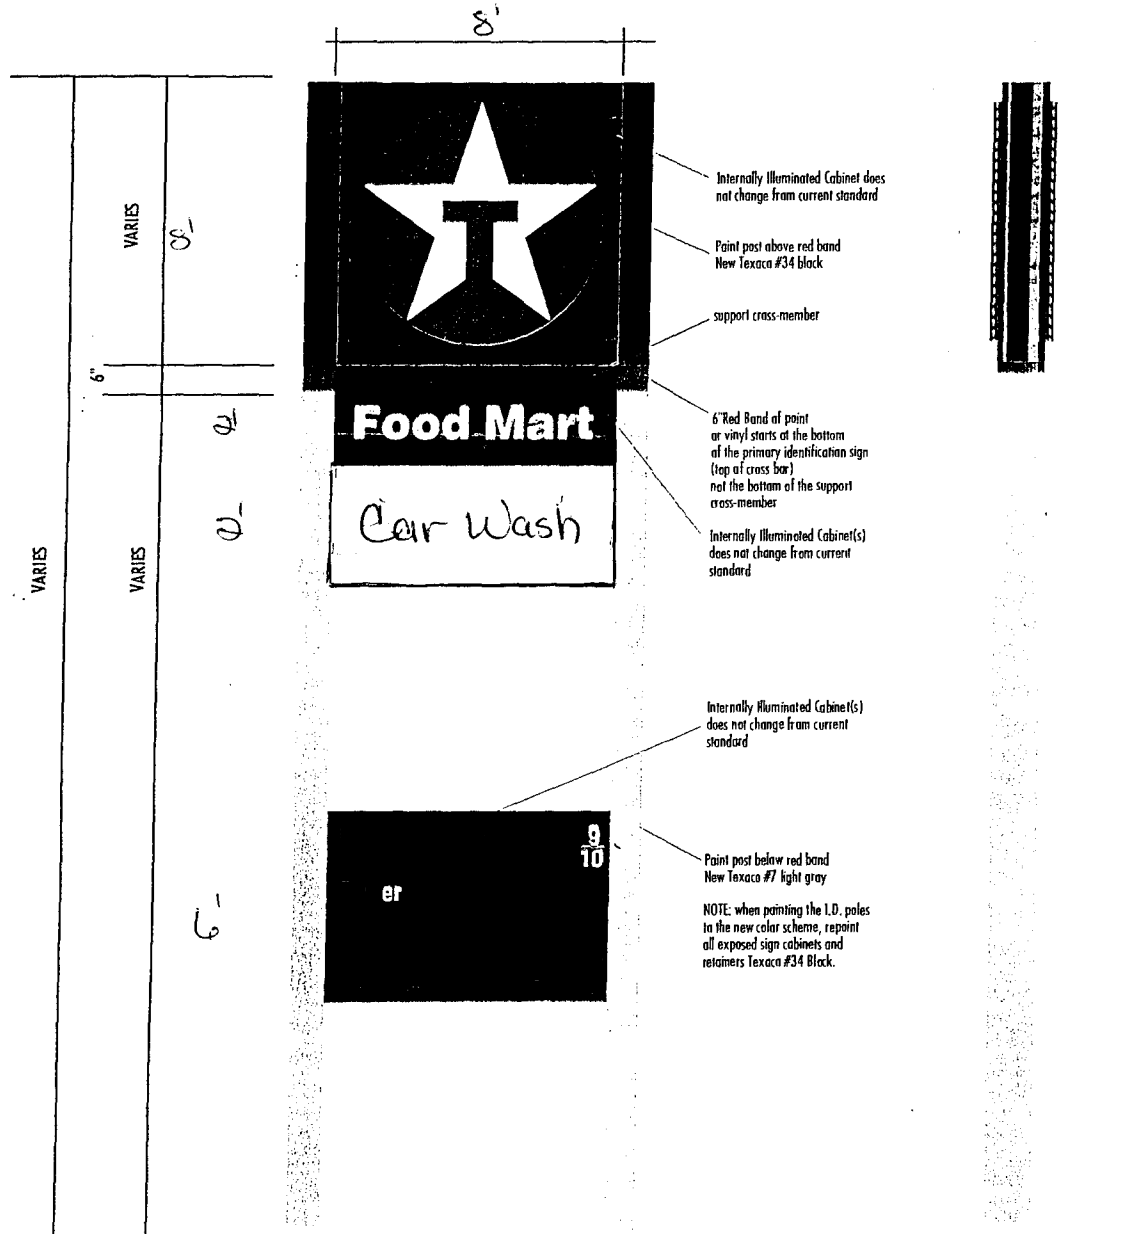 8'
VARIES
8'
T
Internally Illuminated Cabinet does
not change from current standard
Paint post above red band
New Texaco #34 black
support cross-member
6"
2'
Food Mart
6" Red Band of paint
or vinyl starts at the bottom
of the primary identification sign
(top of cross bar)
not the bottom of the support
cross-member
2'
Car Wash
Internally Illuminated Cabinet(s)
does not change from current
standard
VARIES
VARIES
Internally Illuminated Cabinet(s)
does not change from current
standard
9
10
er
6'
Paint post below red band
New Texaco #7 light gray
NOTE: when painting the I.D. poles
to the new color scheme, repaint
all exposed sign cabinets and
retainers Texaco #34 Black.